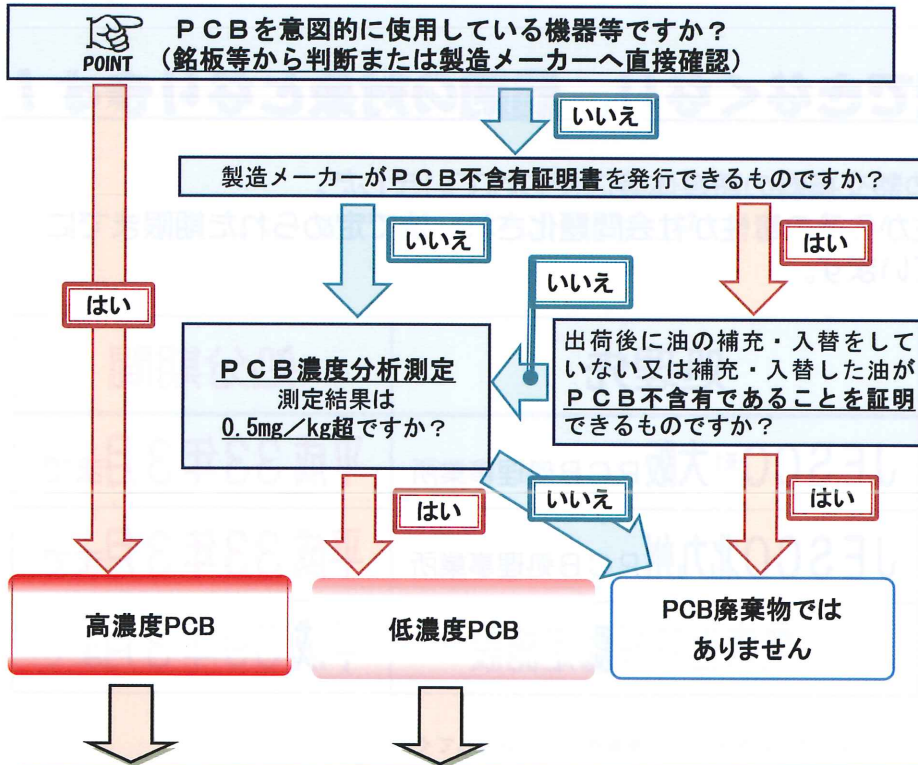 POINT
ＰＣＢを意図的に使用している機器等ですか？
（銘板等から判断または製造メーカーへ直接確認）
いいえ
製造メーカーがＰＣＢ不含有証明書を発行できるものですか？
いいえ
はい
いいえ
はい
ＰＣＢ濃度分析測定
測定結果は
0.5mg／kg超ですか？
出荷後に油の補充・入替をして
いない又は補充・入替した油が
ＰＣＢ不含有であることを証明
できるものですか？
はい
いいえ
はい
高濃度PCB
低濃度PCB
PCB廃棄物では
ありません